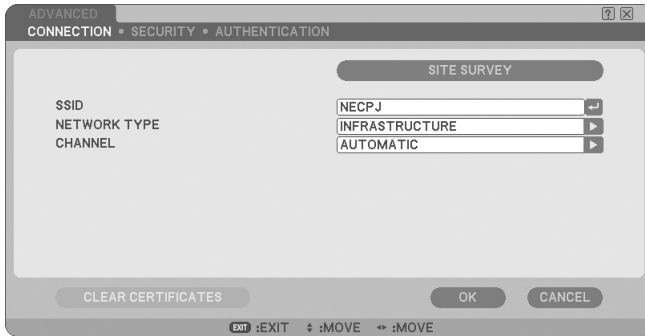 ADVANCED
CONNECTION • SECURITY • AUTHENTICATION
SITE SURVEY
SSID NECPJ
NETWORK TYPE INFRASTRUCTURE
CHANNEL AUTOMATIC
CLEAR CERTIFICATES OK CANCEL
EXIT :EXIT :MOVE :MOVE